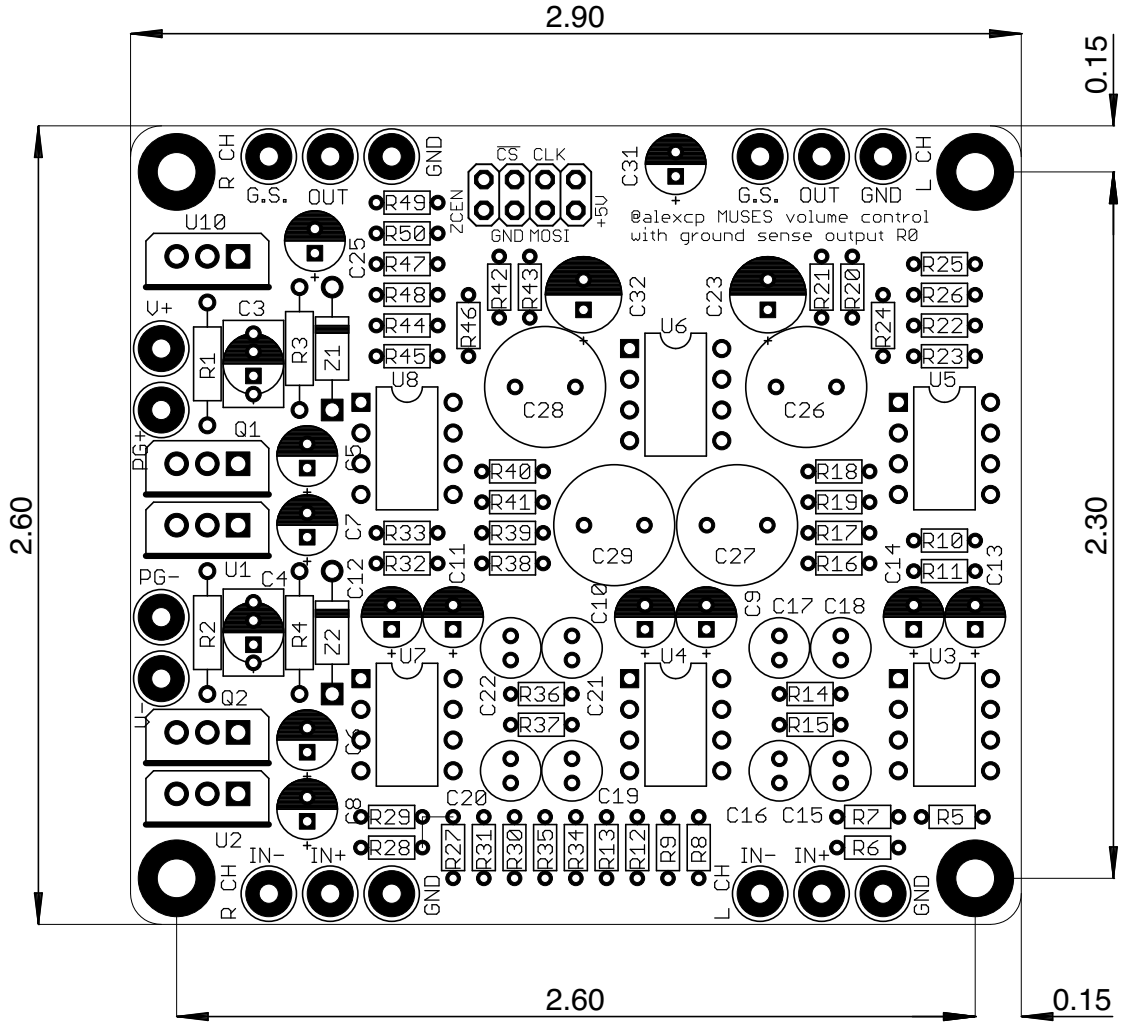 2.90
0.15
R CH
G.S.
OUT
GND
CS CLK
ZCEN
+5V
GND MOSI
C31
G.S. OUT GND
L CH
@alexcp MUSES volume control
with ground sense output R0
U10
C25
R49
R50
R47
R48
R44
R45
R46
R42
R43
C32
C23
R21
R20
R24
R25
R26
R22
R23
V+
C3
R1
R3
Z1
PG+
U8
C28
U6
C26
U5
Q1
C5
R40
R41
R39
R38
R18
R19
R17
R16
C7
R33
R32
C11
C29
C27
C14
R10
R11
C13
2.60
2.30
U1
PG-
C4
C12
R2
R4
Z2
C10
C9
C17 C18
U7
U4
U3
C22
R36
R37
C21
R14
R15
V-
Q2
C6
C8
U2
R29
R28
C20
C19
C16 C15
R7
R5
R6
R27
R31
R30
R35
R34
R13
R12
R9
R8
R CH
IN-
IN+
GND
L CH
IN-
IN+
GND
2.60
0.15